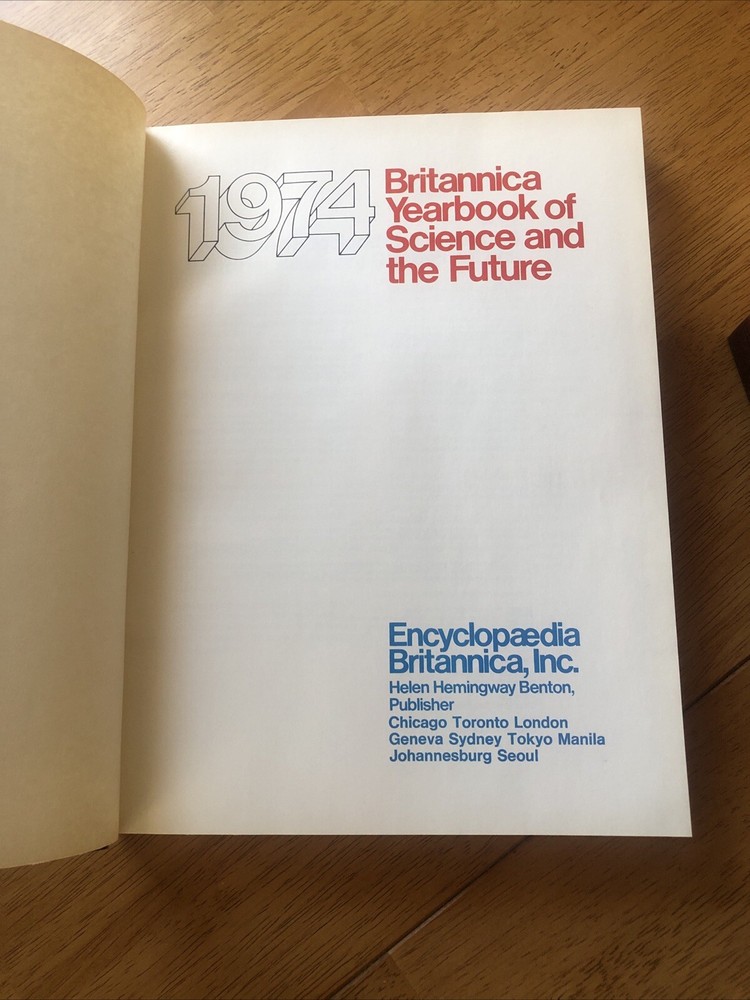 1974
Britannica
Yearbook of
Science and
the Future
Encyclopædia
Britannica, Inc.
Helen Hemingway Benton,
Publisher
Chicago Toronto London
Geneva Sydney Tokyo Manila
Johannesburg Seoul